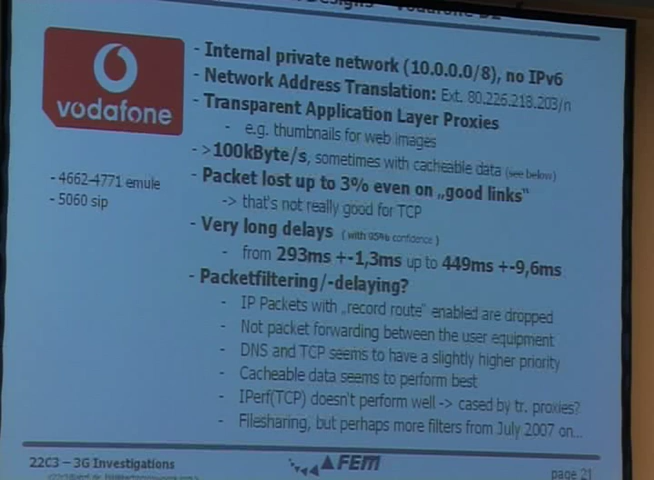 Vodafone D2
vodafone
- Internal private network (10.0.0.0/8), no IPv6
- Network Address Translation: Ext. 80.226.218.203/n
- Transparent Application Layer Proxies
- e.g. thumbnails for web images
- >100kByte/s, sometimes with cacheable data (see below)
- Packet lost up to 3% even on „good links"
-> that's not really good for TCP
- Very long delays ( with 95% confidence )
- from 293ms +-1,3ms up to 449ms +-9,6ms
- Packetfiltering/-delaying?
- IP Packets with „record route" enabled are dropped
- Not packet forwarding between the user equipment
- DNS and TCP seems to have a slightly higher priority
- Cacheable data seems to perform best
- IPerf(TCP) doesn't perform well -> cased by tr. proxies?
- Filesharing, but perhaps more filters from July 2007 on...
- 4662-4771 emule
- 5060 sip
22C3 – 3G Investigations
FEM
page 21